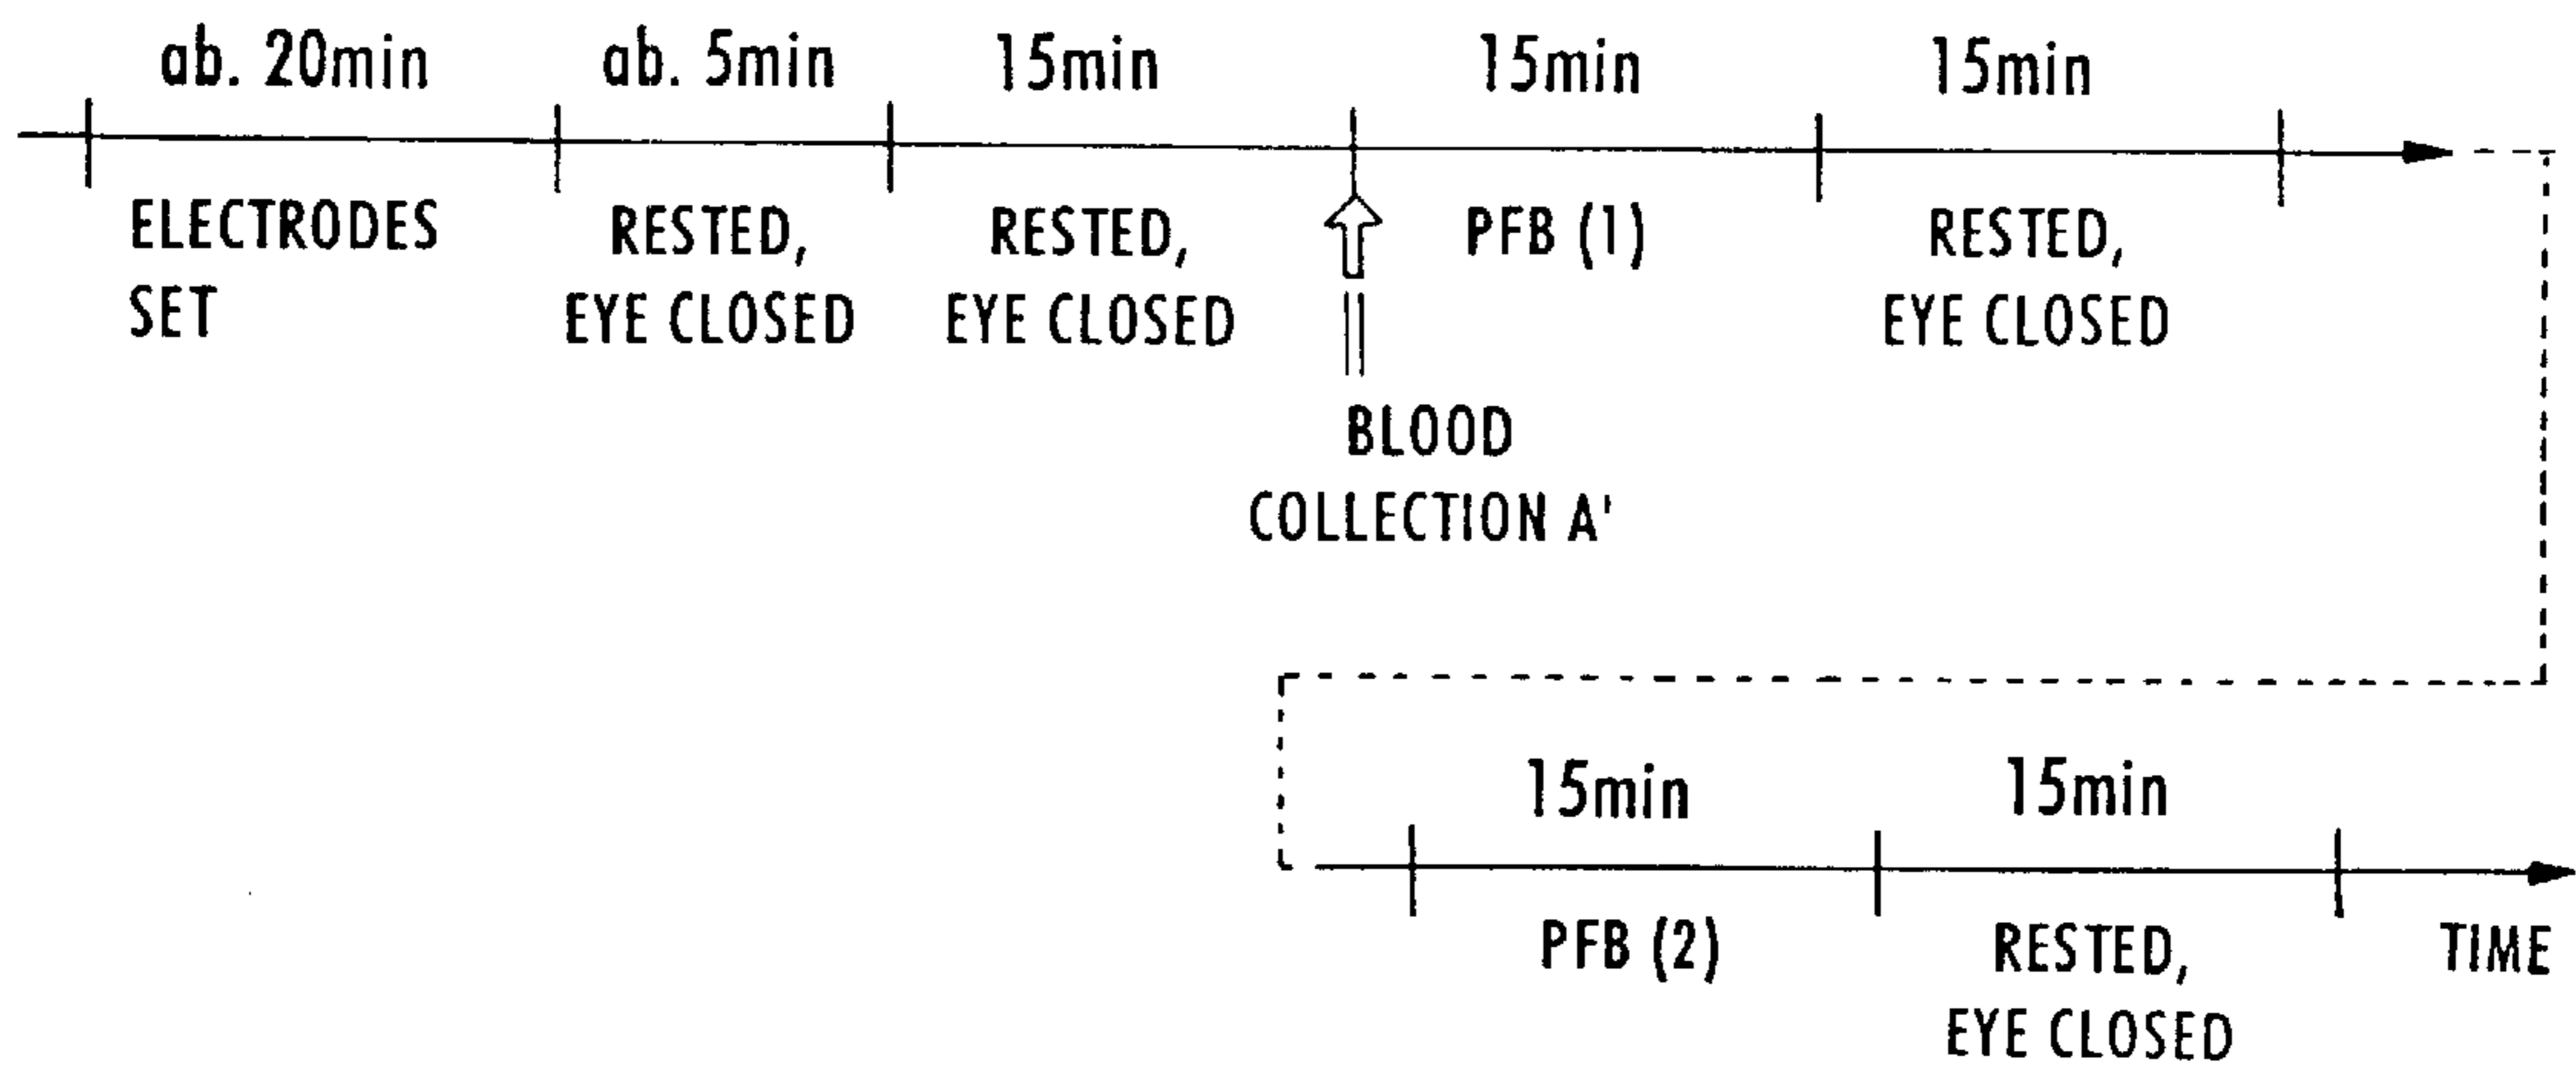 ab. 20min
ab. 5min
15min
15min
15min
ELECTRODES
SET
RESTED,
EYE CLOSED
RESTED,
EYE CLOSED
PFB (1)
RESTED,
EYE CLOSED
BLOOD
COLLECTION A'
15min
15min
PFB (2)
RESTED,
EYE CLOSED
TIME